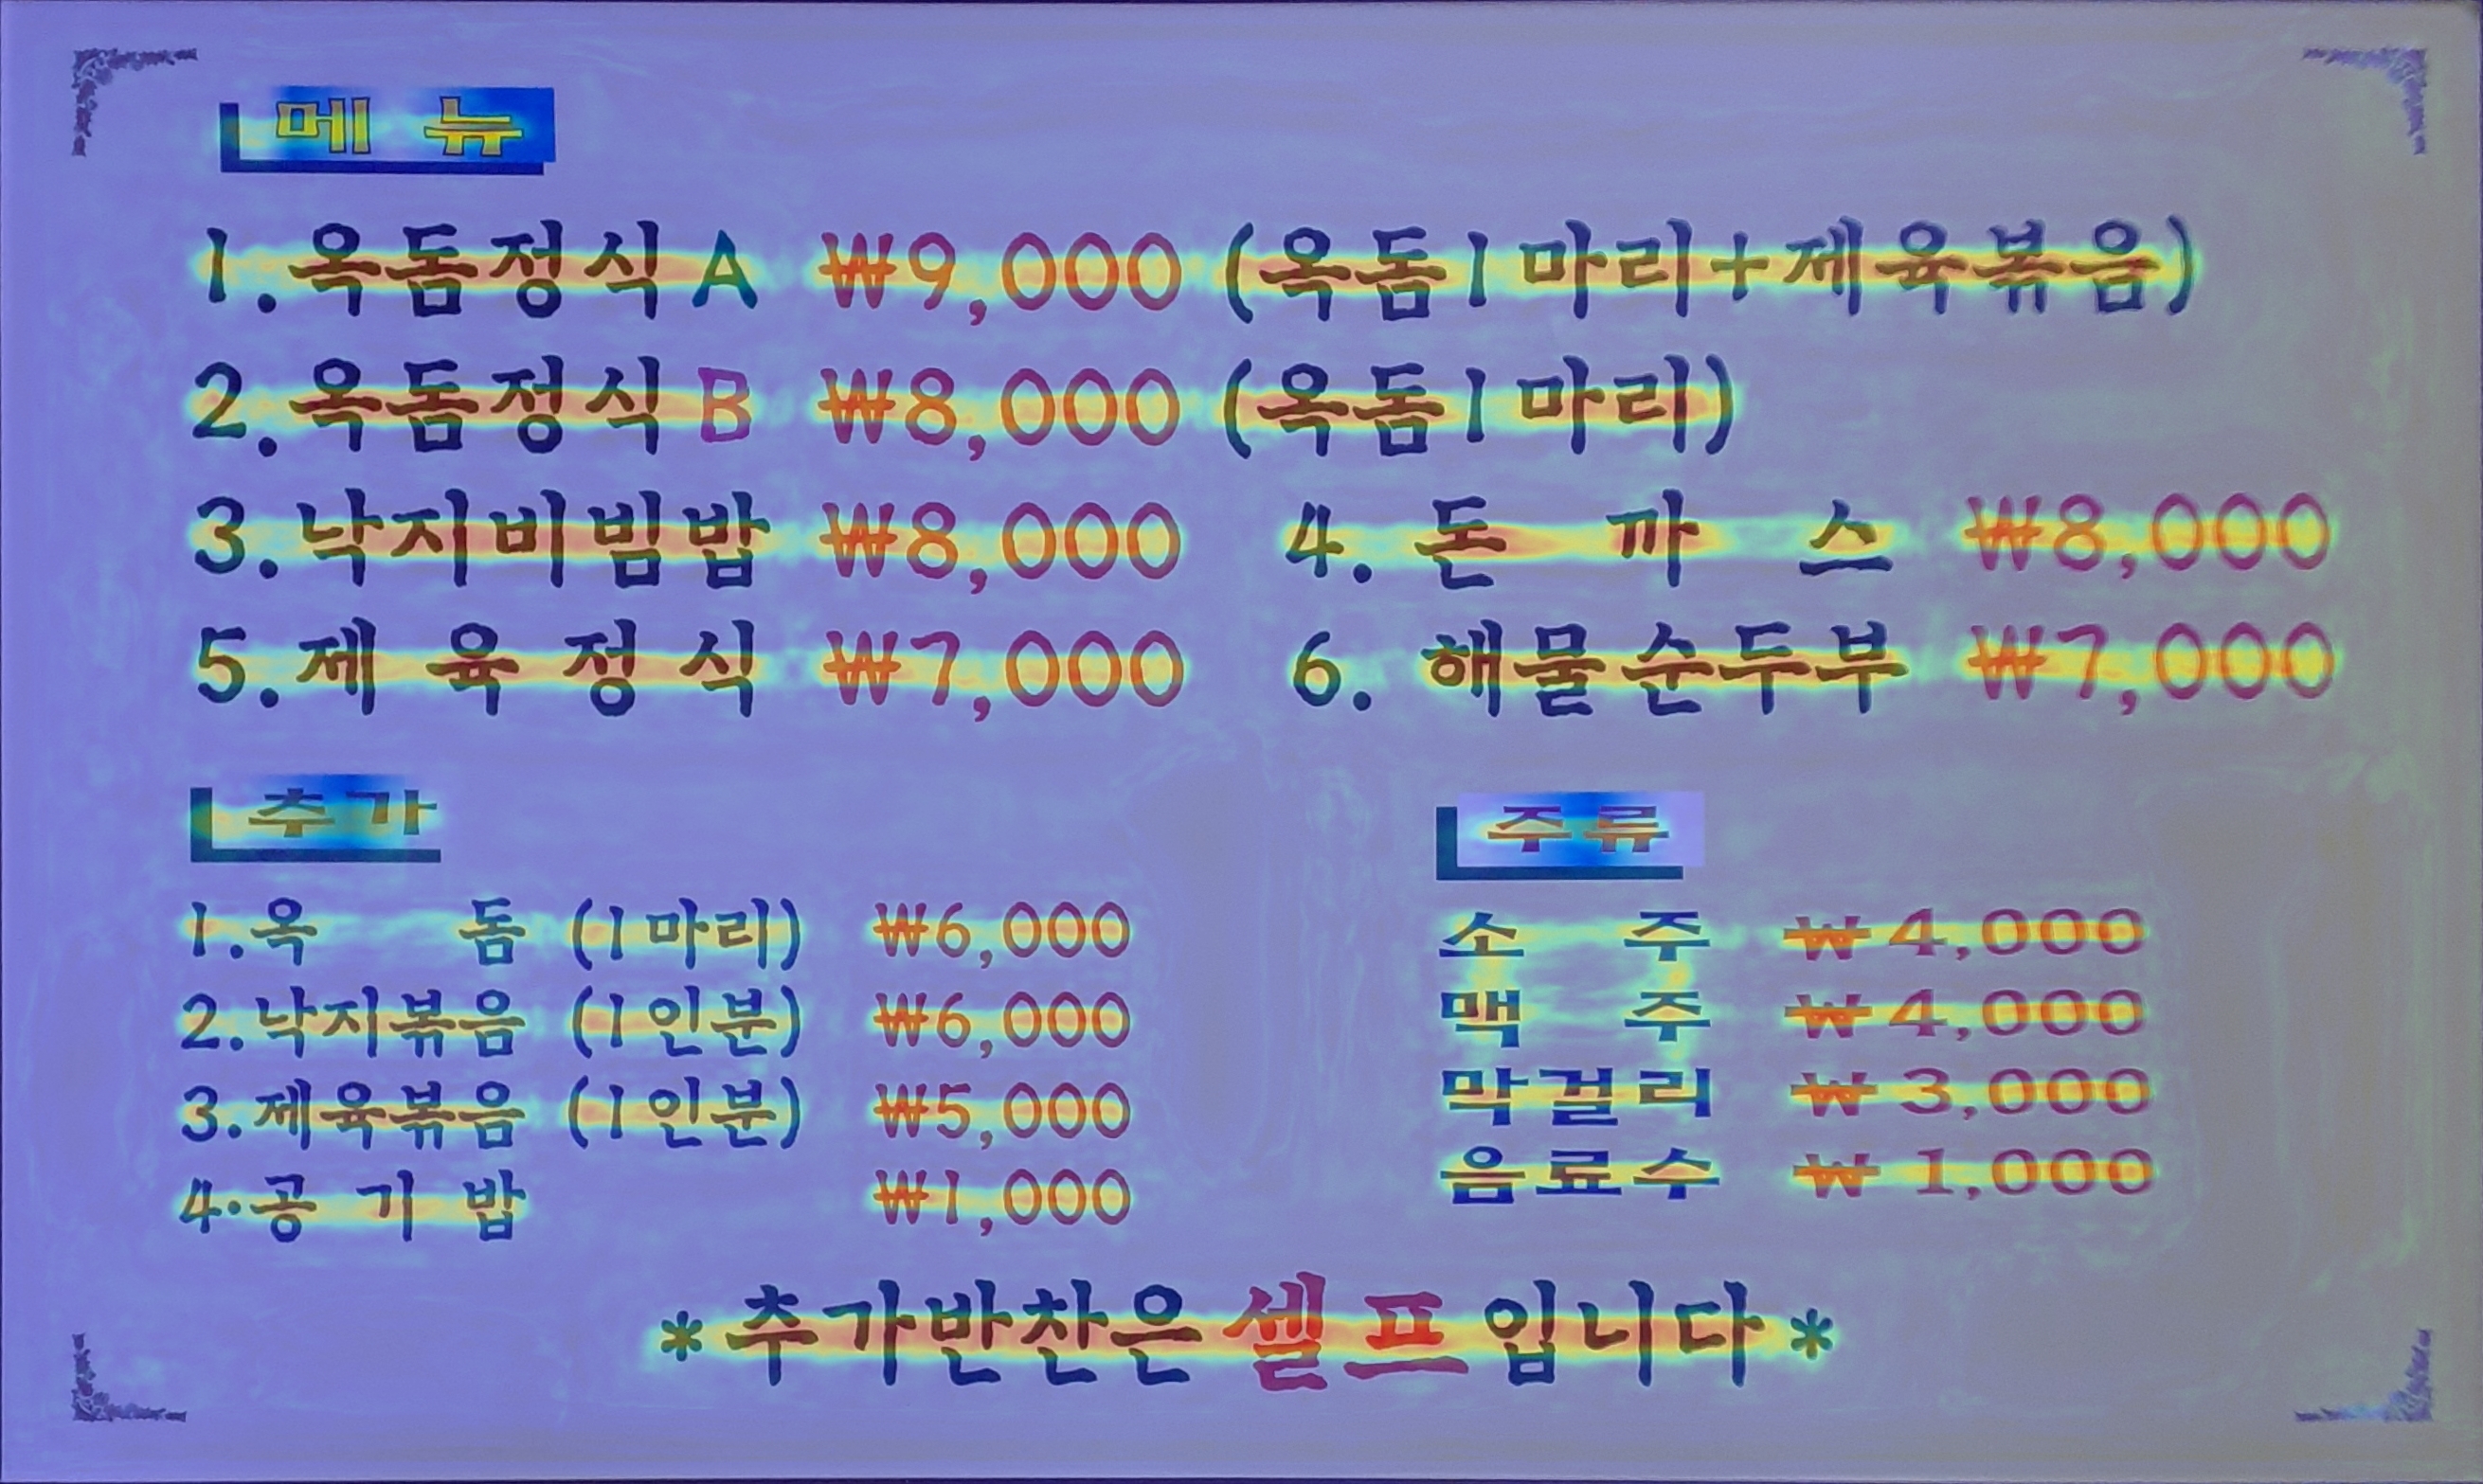 메 뉴
1. 옥돔정식 A ₩9,000 (옥돔1마리+제육볶음)
2. 옥돔정식 B ₩8,000 (옥돔1마리)
3. 낙지비빔밥 ₩8,000 4. 돈 까 스 ₩8,000
5. 제 육 정 식 ₩7,000 6. 해물순두부 ₩7,000
추가
1. 옥 돔 (1마리) ₩6,000
2. 낙지볶음 (1인분) ₩6,000
3. 제육볶음 (1인분) ₩5,000
4. 공 기 밥 ₩1,000
주류
소 주 ₩4,000
맥 주 ₩4,000
막걸리 ₩3,000
음료수 ₩1,000
*추가반찬은 셀프입니다*